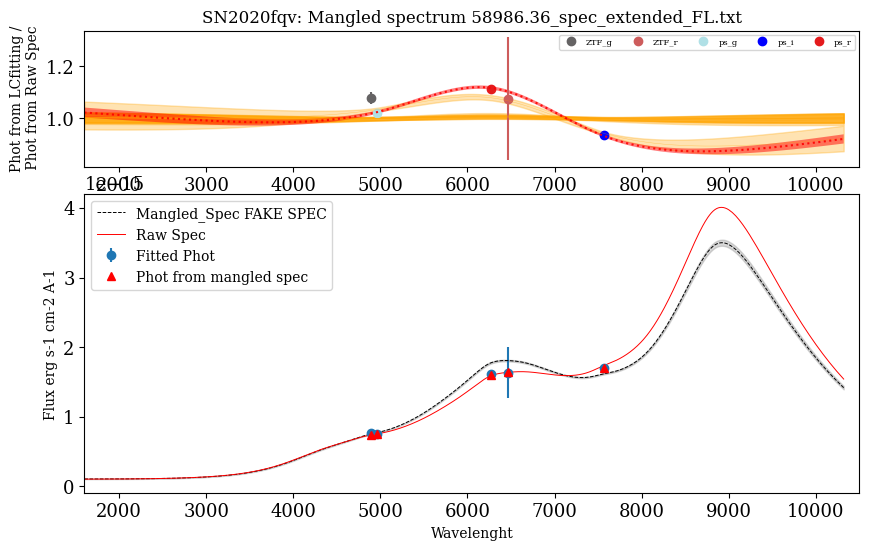 SN2020fqv: Mangled spectrum 58986.36_spec_extended_FL.txt
Phot from LCfitting /
Phot from Raw Spec
1.2
1.0
ZTF_g ZTF_r ps_g ps_i ps_r
2000 3000 4000 5000 6000 7000 8000 9000 10000
1e−15
Flux erg s-1 cm-2 A-1
4
3
2
1
0
Mangled_Spec FAKE SPEC
Raw Spec
Fitted Phot
Phot from mangled spec
2000 3000 4000 5000 6000 7000 8000 9000 10000
Wavelenght